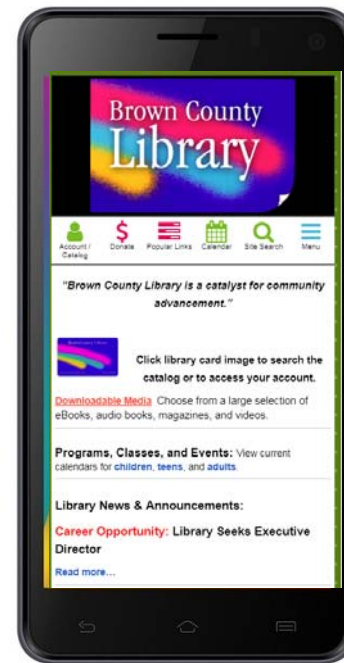 Brown County
Library
Account / Catalog
Donate
Popular Links
Calendar
Site Search
Menu
"Brown County Library is a catalyst for community
advancement."
Click library card image to search the
catalog or to access your account.
Downloadable Media Choose from a large selection of
eBooks, audio books, magazines, and videos.
Programs, Classes, and Events: View current
calendars for children, teens, and adults.
Library News & Announcements:
Career Opportunity: Library Seeks Executive
Director
Read more…